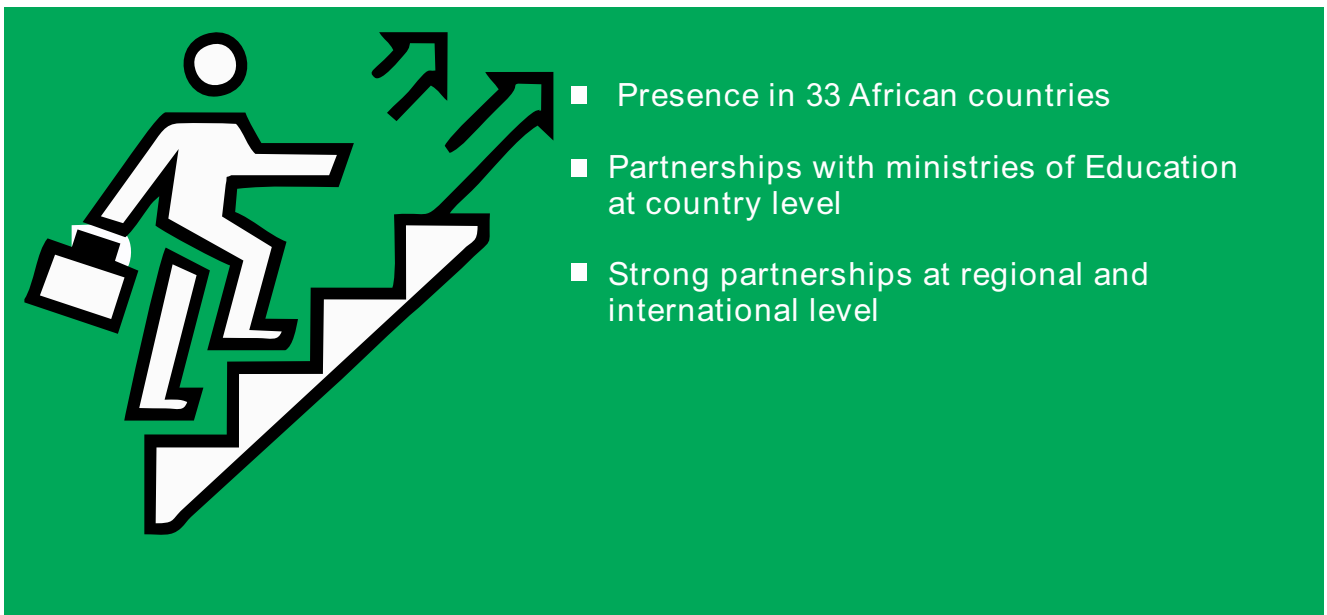 Presence in 33 African countries
Partnerships with ministries of Education
at country level
Strong partnerships at regional and
international level